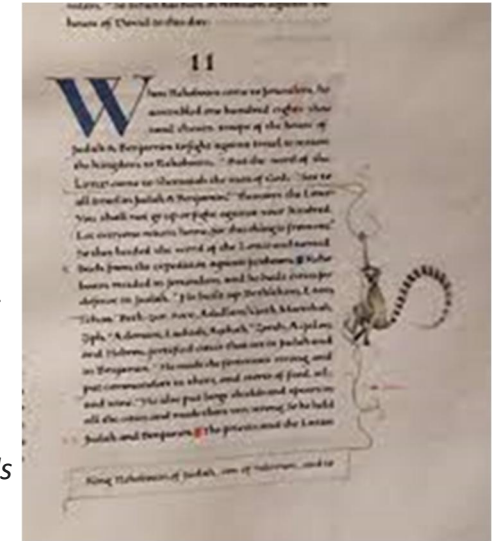 house of David to this day.
11
When Rehoboam came to Jerusalem, he
assembled one hundred eighty thou
sand chosen troops of the house of
Judah & Benjamin to fight against Israel, to restore
the kingdom to Rehoboam. But the word of the
LORD came to Shemaiah the man of God: Say to
King Rehoboam of Judah, son of Solomon, and to
all Israel in Judah & Benjamin, Thus says the LORD:
You shall not go up or fight against your kindred.
Let everyone return home, for this thing is from me.
So they heeded the word of the LORD and turned
back from the expedition against Jeroboam. Reho
boam resided in Jerusalem, and he built cities for
defense in Judah. He built up Bethlehem, Etam,
Tekoa, Beth-zur, Soco, Adullam, Gath, Mareshah,
Ziph, Adoraim, Lachish, Azekah, Zorah, Aijalon,
and Hebron, fortified cities that are in Judah and
in Benjamin. He made the fortresses strong, and
put commanders in them, and stores of food, oil,
and wine. He also put large shields and spears in
all the cities, and made them very strong. So he held
Judah and Benjamin. The priests and the Levites